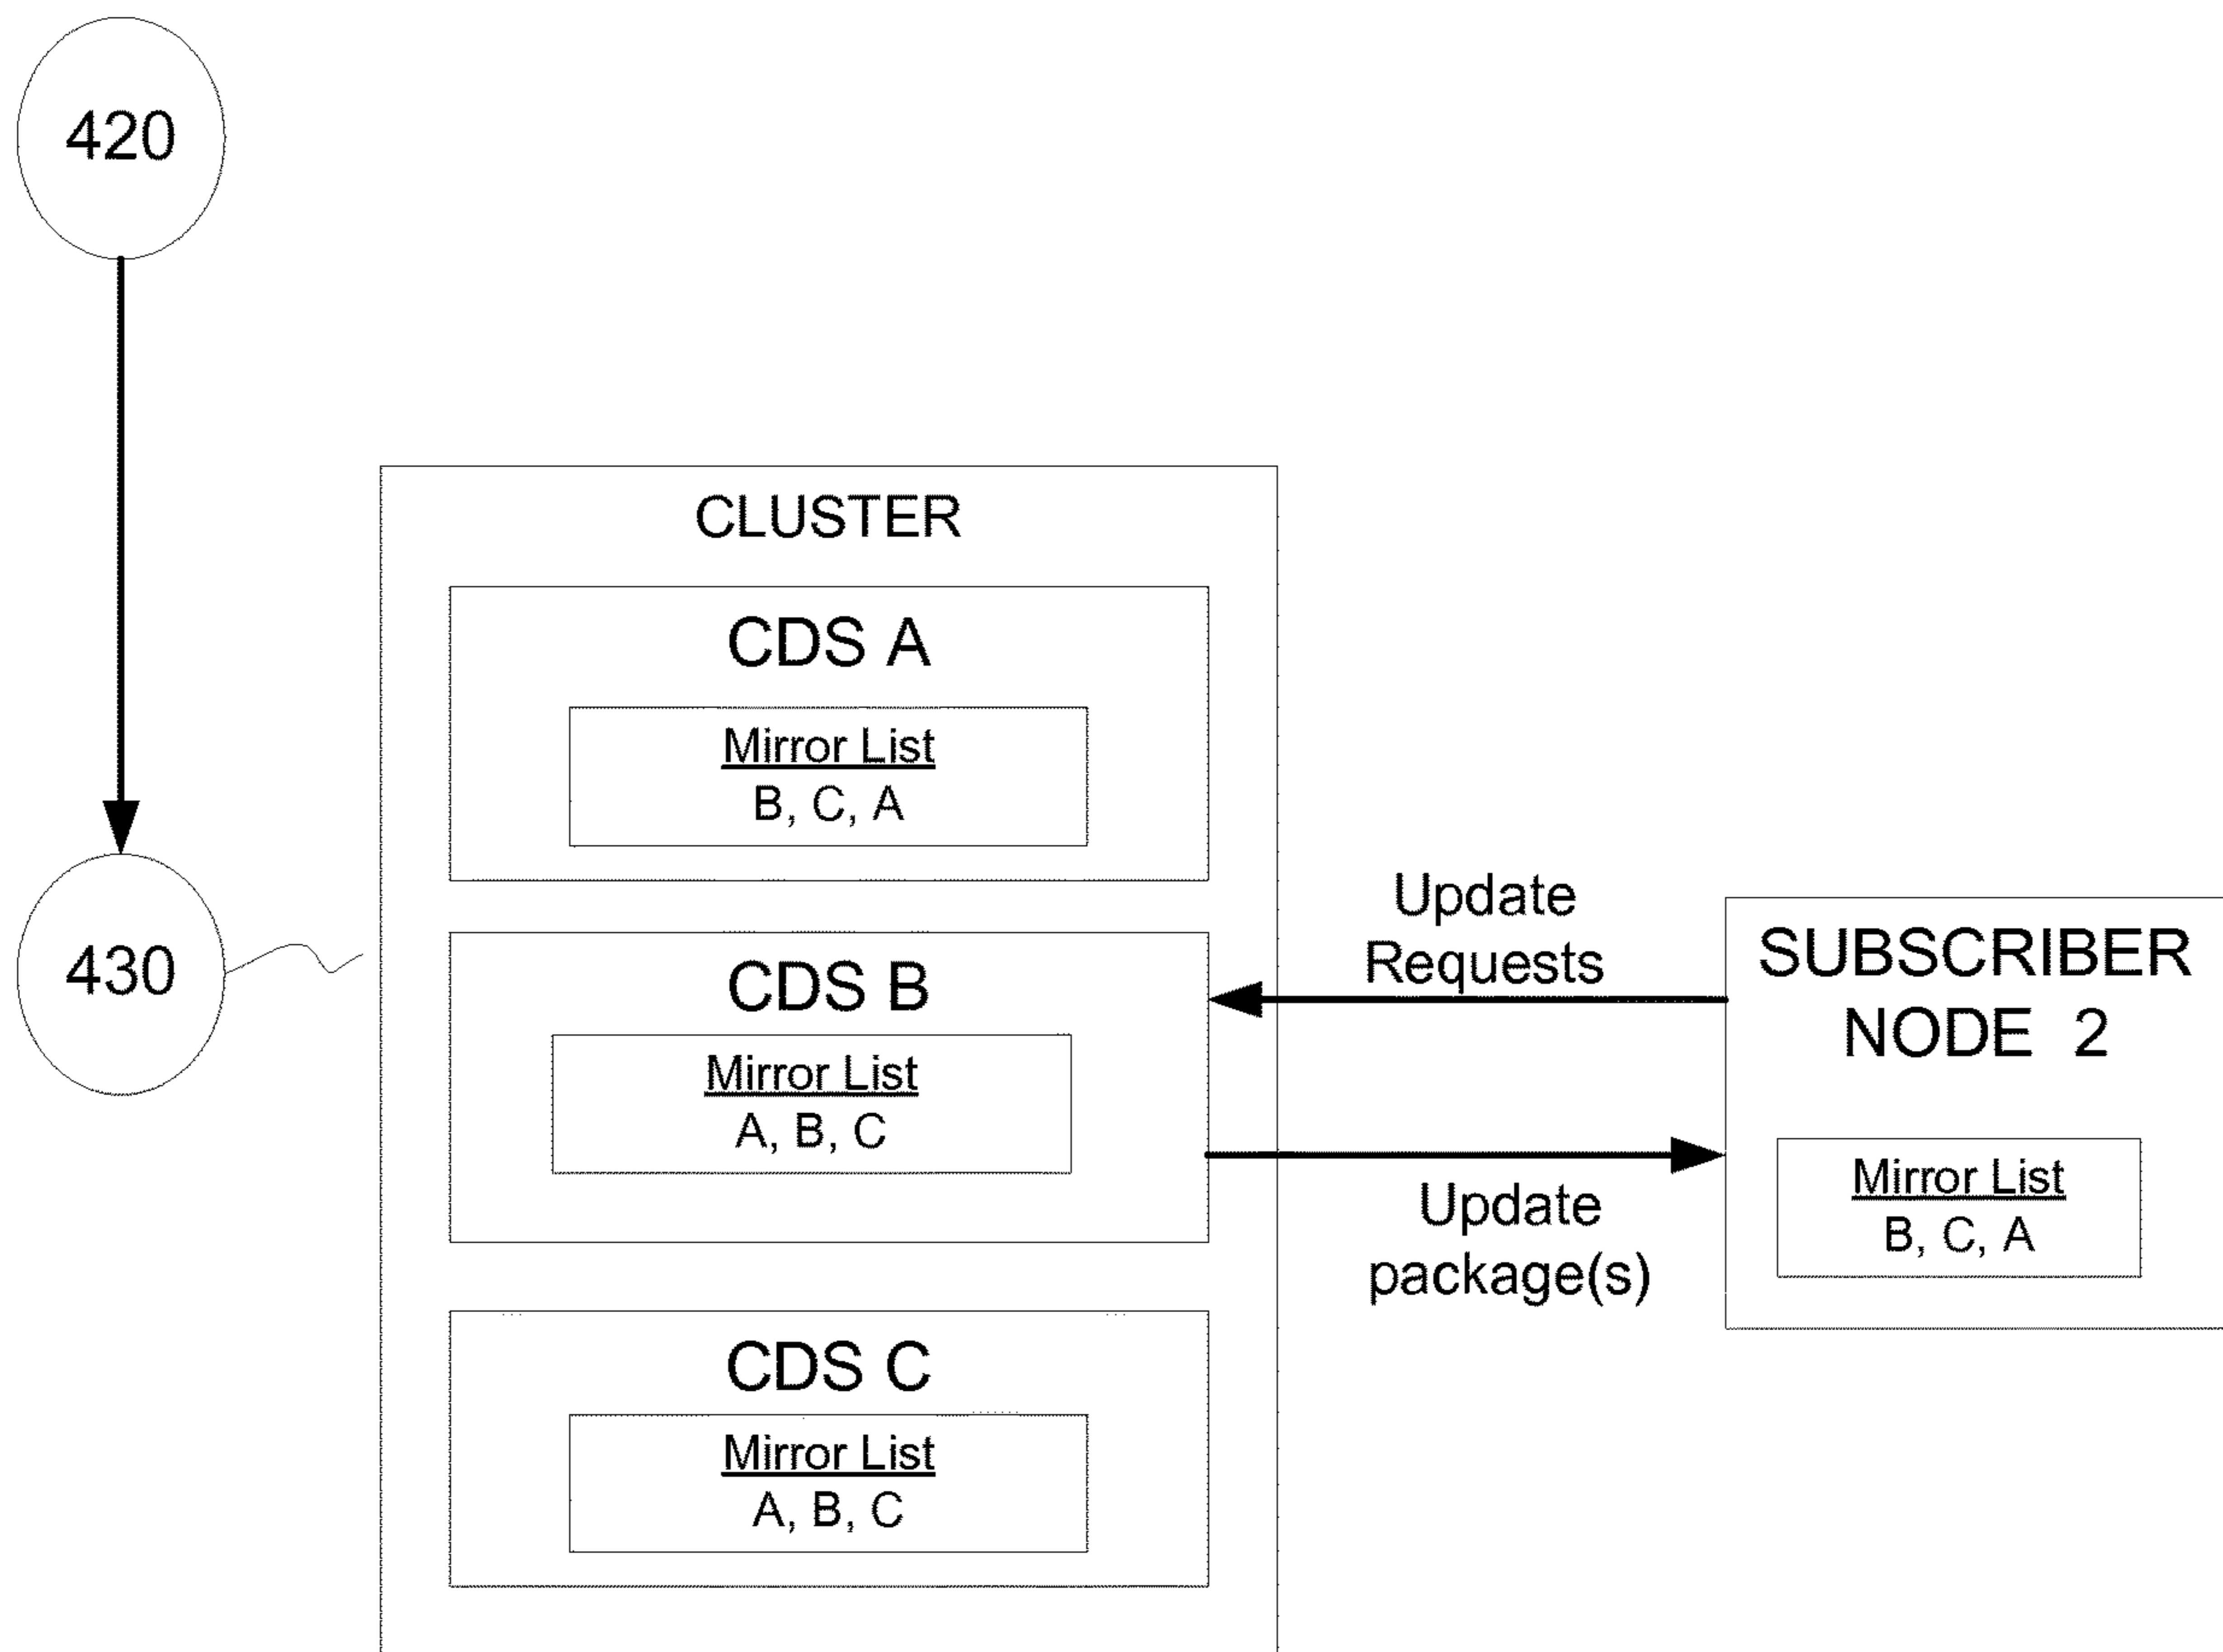 420
CLUSTER
CDS A
Mirror List
B, C, A
Update
Requests
SUBSCRIBER
NODE 2
430
CDS B
Mirror List
A, B, C
Update
package(s)
Mirror List
B, C, A
CDS C
Mirror List
A, B, C